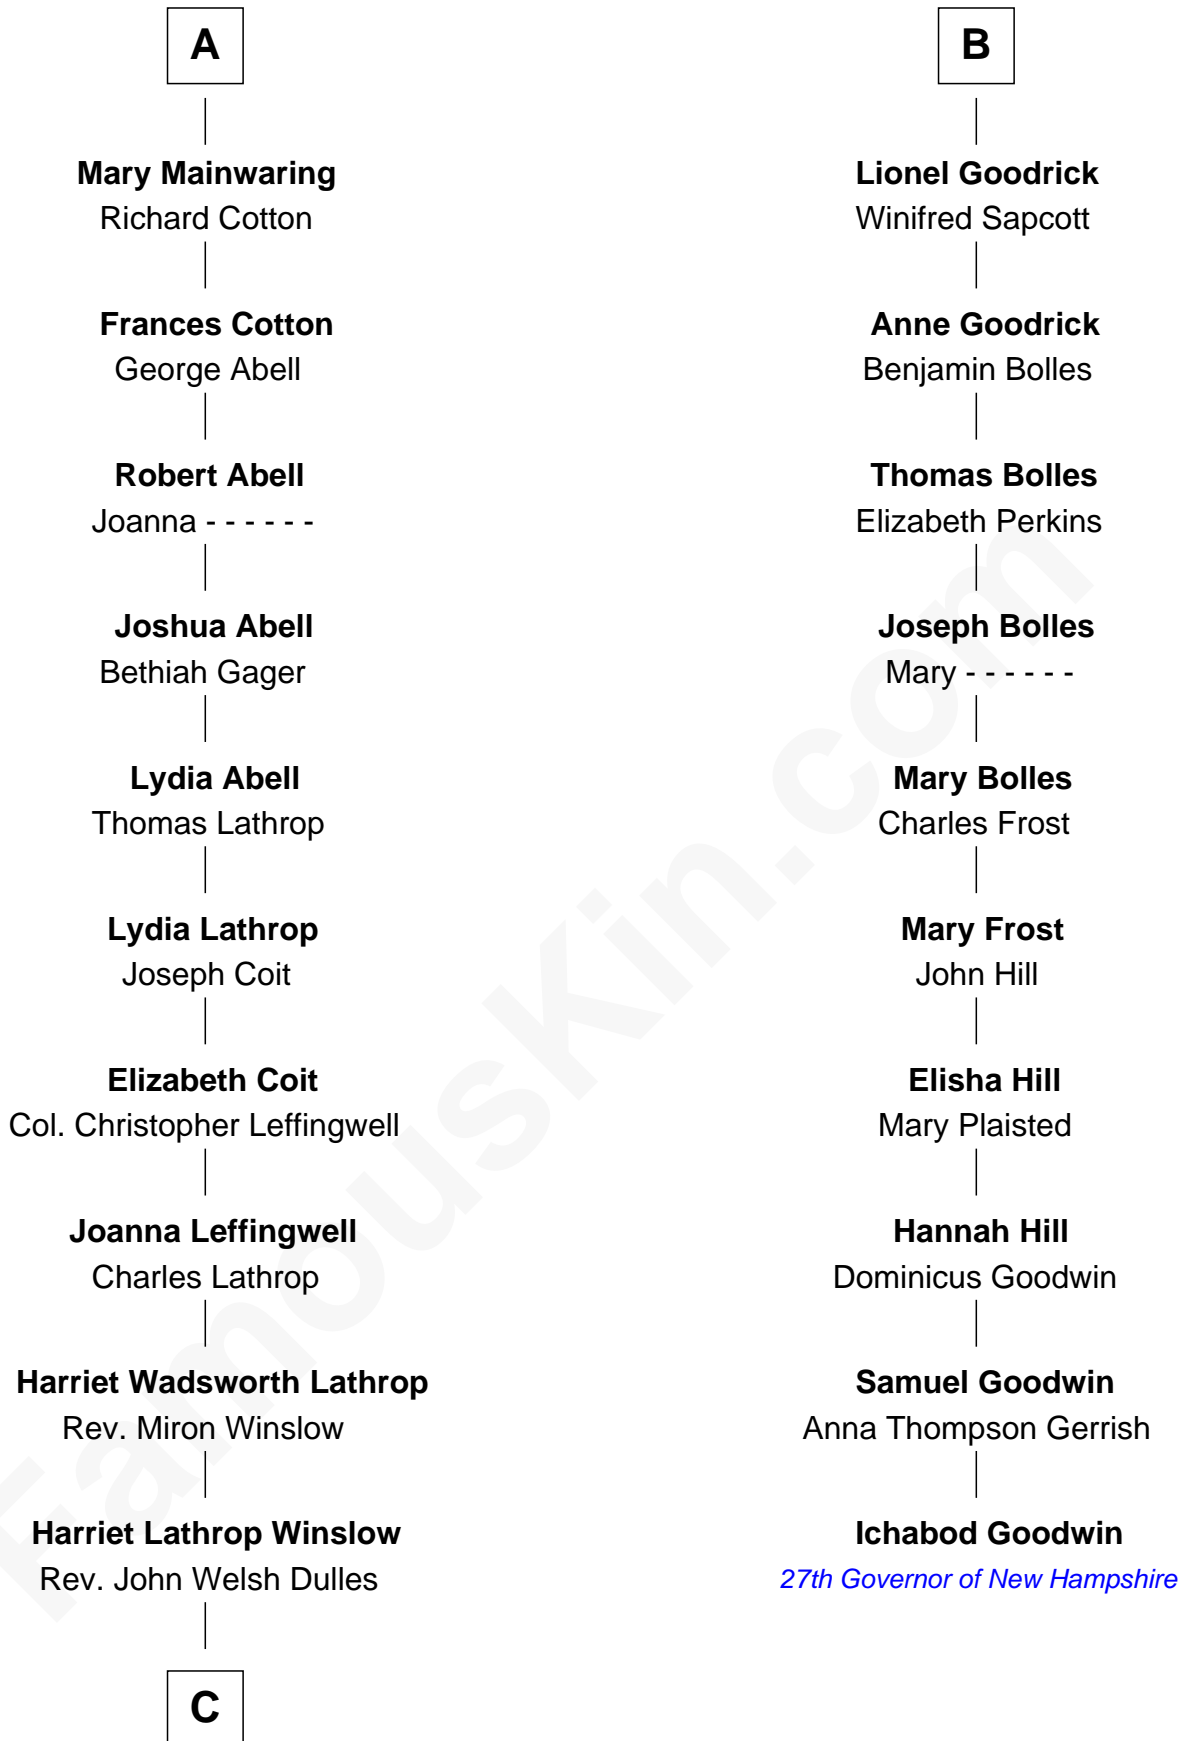 A
Mary Mainwaring
Richard Cotton
Frances Cotton
George Abell
Robert Abell
Joanna - - - - - -
Joshua Abell
Bethiah Gager
Lydia Abell
Thomas Lathrop
Lydia Lathrop
Joseph Coit
Elizabeth Coit
Col. Christopher Leffingwell
Joanna Leffingwell
Charles Lathrop
Harriet Wadsworth Lathrop
Rev. Miron Winslow
Harriet Lathrop Winslow
Rev. John Welsh Dulles
C
B
Lionel Goodrick
Winifred Sapcott
Anne Goodrick
Benjamin Bolles
Thomas Bolles
Elizabeth Perkins
Joseph Bolles
Mary - - - - - -
Mary Bolles
Charles Frost
Mary Frost
John Hill
Elisha Hill
Mary Plaisted
Hannah Hill
Dominicus Goodwin
Samuel Goodwin
Anna Thompson Gerrish
Ichabod Goodwin
27th Governor of New Hampshire
FamousKin.com